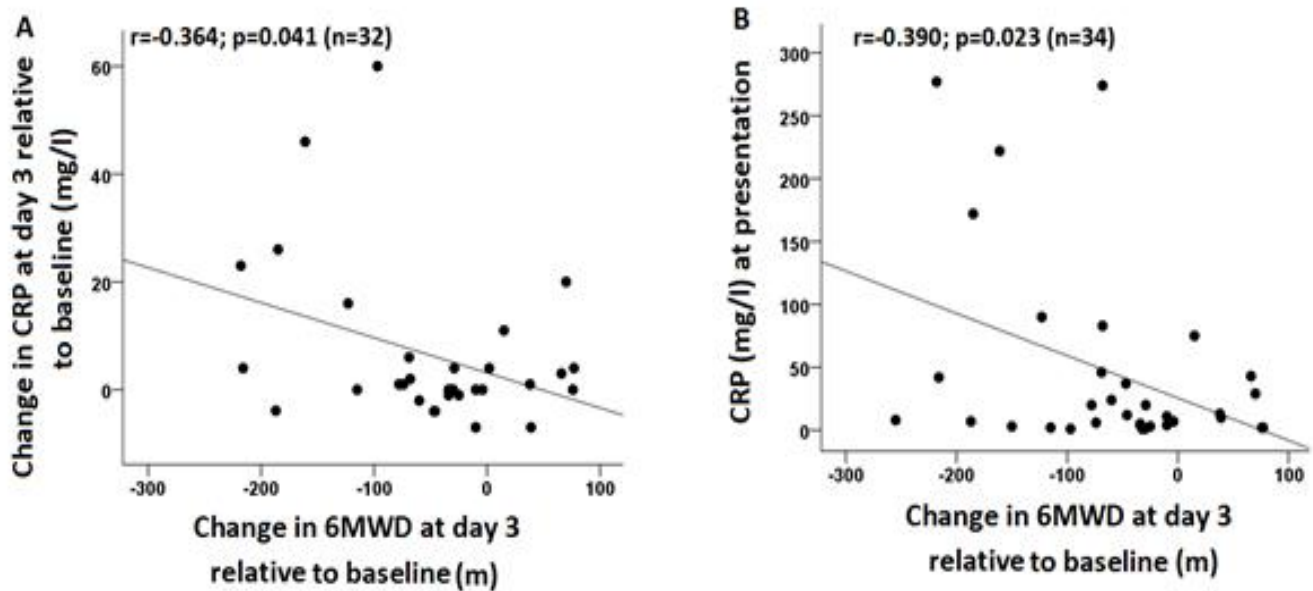 A
r=-0.364; p=0.041 (n=32)
Change in CRP at day 3 relative
to baseline (mg/l)
60
40
20
0
-300
-200
-100
0
100
Change in 6MWD at day 3
relative to baseline (m)
B
r=-0.390; p=0.023 (n=34)
CRP (mg/l) at presentation
300
250
200
150
100
50
0
-300
-200
-100
0
100
Change in 6MWD at day 3
relative to baseline (m)